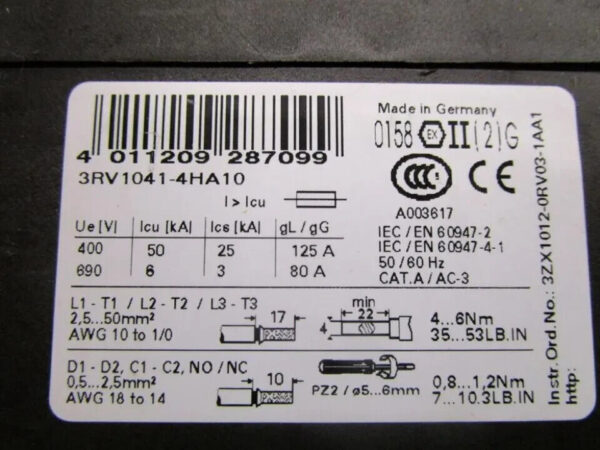 4 011209 287099
3RV1041-4HA10
I > Icu
Ue [V] Icu [kA] Ics [kA] gL / gG
400 50 25 125 A
690 6 3 80 A
Made in Germany
0158 Ex II (2) G
CCC CE
A003617
IEC / EN 60947-2
IEC / EN 60947-4-1
50 / 60 Hz
CAT. A / AC-3
L1 - T1 / L2 - T2 / L3 - T3
2,5...50mm²
AWG 10 to 1/0
17
4
min
22
4...6Nm
35...53LB.IN
D1 - D2, C1 - C2, NO / NC
0,5...2,5mm²
AWG 18 to 14
10
PZ2 / ø5...6mm
0,8...1,2Nm
7...10.3LB.IN
Instr. Ord. No.: 3ZX1012-0RV03-1AA1
http: